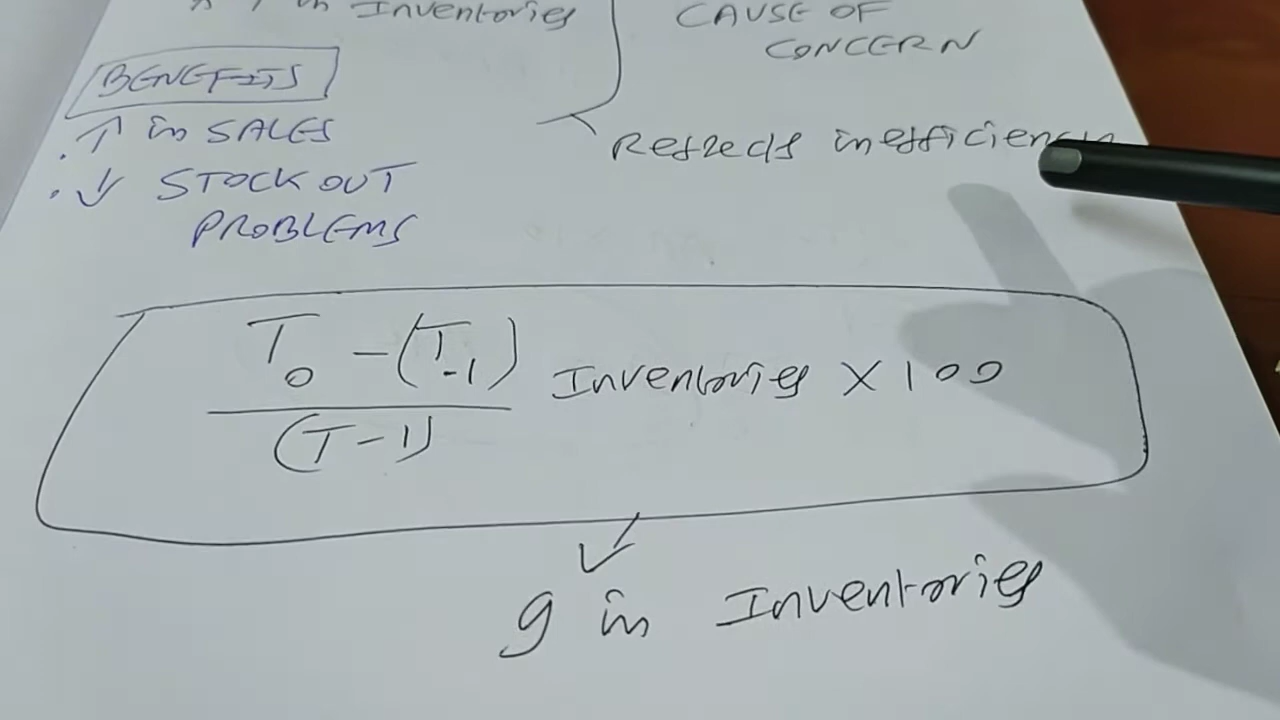 in Inventories
CAUSE OF
CONCERN
BENEFITS
. ↑ in SALES
. ↓ STOCK OUT
PROBLEMS
Reflects inefficiency
T0 - (T-1)
(T-1)
Inventories X 100
g in Inventories